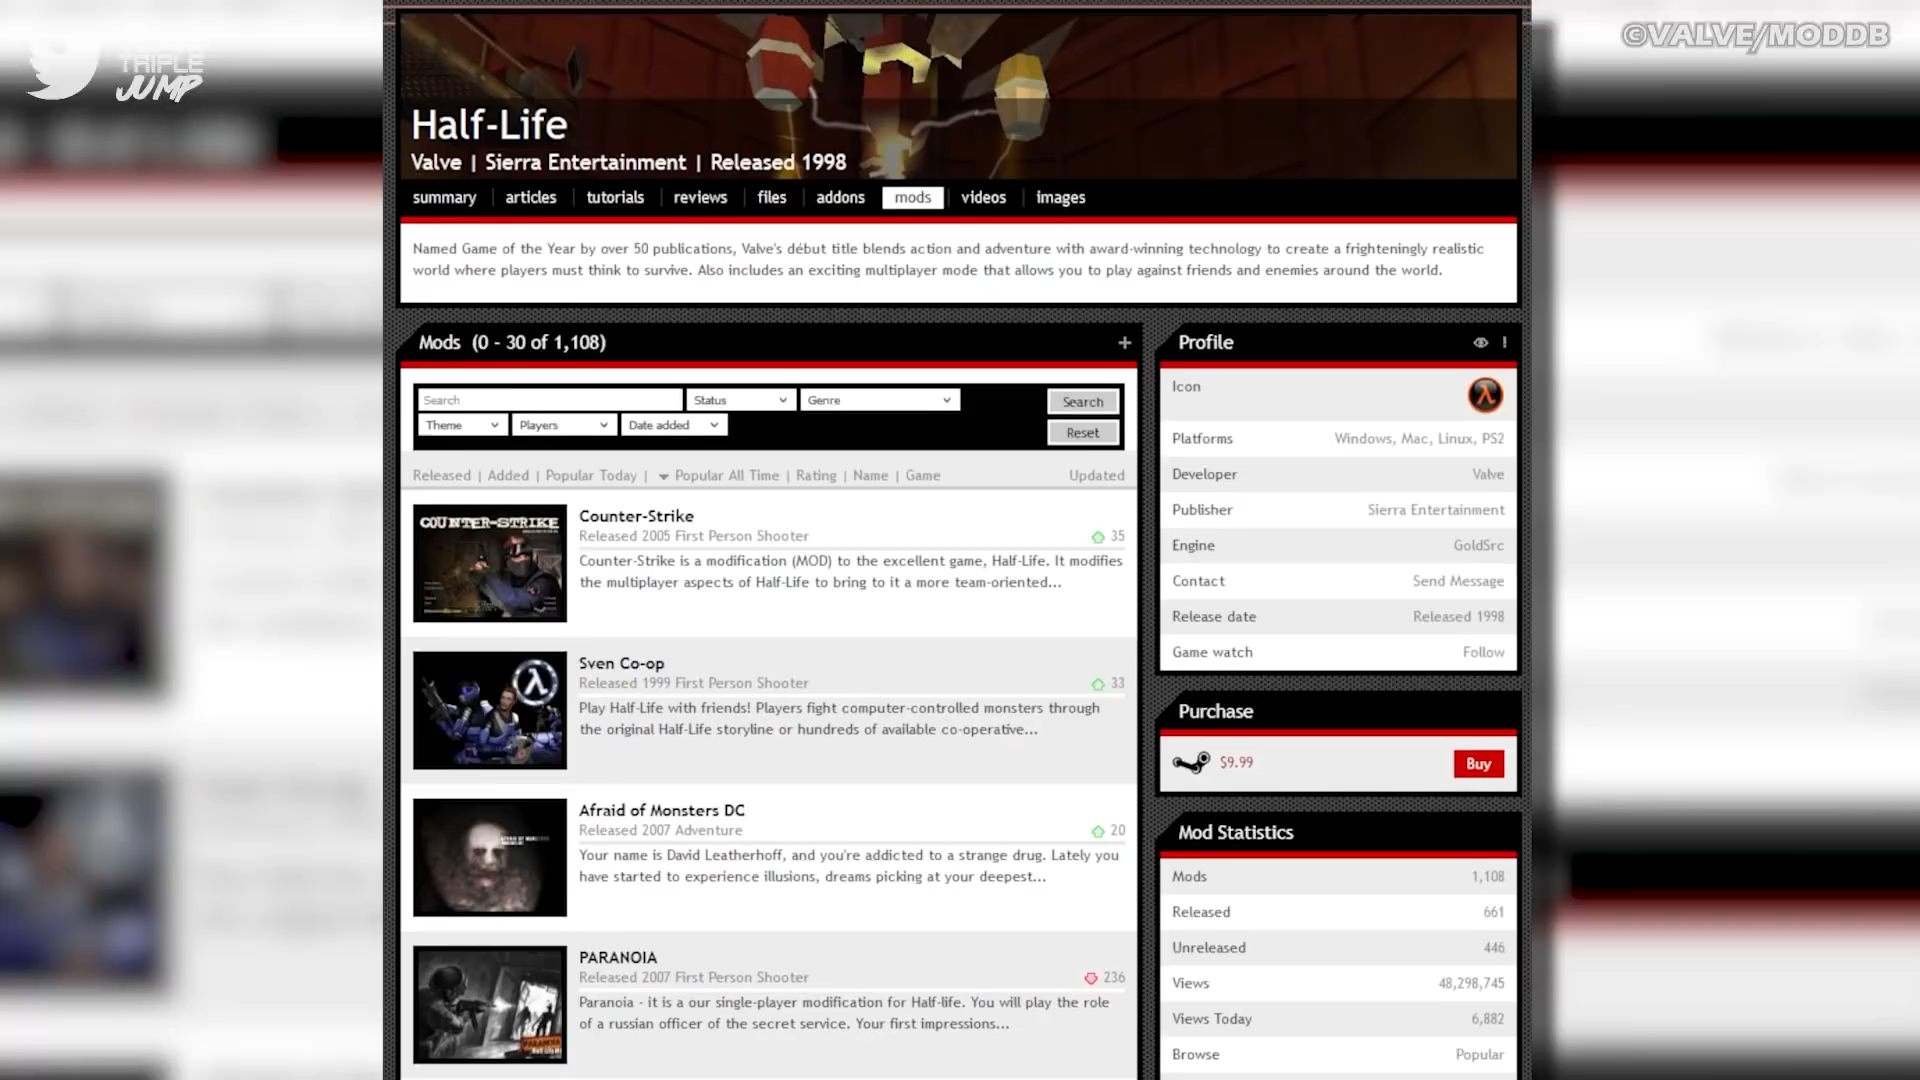 TRIPLE
JUMP
©VALVE/MODDB
Half-Life
Valve | Sierra Entertainment | Released 1998
summary articles tutorials reviews files addons mods videos images
Named Game of the Year by over 50 publications, Valve's début title blends action and adventure with award-winning technology to create a frighteningly realistic
world where players must think to survive. Also includes an exciting multiplayer mode that allows you to play against friends and enemies around the world.
Mods (0 - 30 of 1,108) +
Search Status Genre Search
Theme Players Date added Reset
Released | Added | Popular Today | Popular All Time | Rating | Name | Game Updated
COUNTER-STRIKE
Counter-Strike
Released 2005 First Person Shooter 35
Counter-Strike is a modification (MOD) to the excellent game, Half-Life. It modifies
the multiplayer aspects of Half-Life to bring to it a more team-oriented...
Sven Co-op
Released 1999 First Person Shooter 33
Play Half-Life with friends! Players fight computer-controlled monsters through
the original Half-Life storyline or hundreds of available co-operative...
Afraid of Monsters DC
Released 2007 Adventure 20
Your name is David Leatherhoff, and you're addicted to a strange drug. Lately you
have started to experience illusions, dreams picking at your deepest...
PARANOIA
PARANOIA
Released 2007 First Person Shooter 236
Paranoia - it is a our single-player modification for Half-life. You will play the role
of a russian officer of the secret service. Your first impressions...
Profile !
Icon
Platforms Windows, Mac, Linux, PS2
Developer Valve
Publisher Sierra Entertainment
Engine GoldSrc
Contact Send Message
Release date Released 1998
Game watch Follow
Purchase
$9.99 Buy
Mod Statistics
Mods 1,108
Released 661
Unreleased 446
Views 48,298,745
Views Today 6,882
Browse Popular